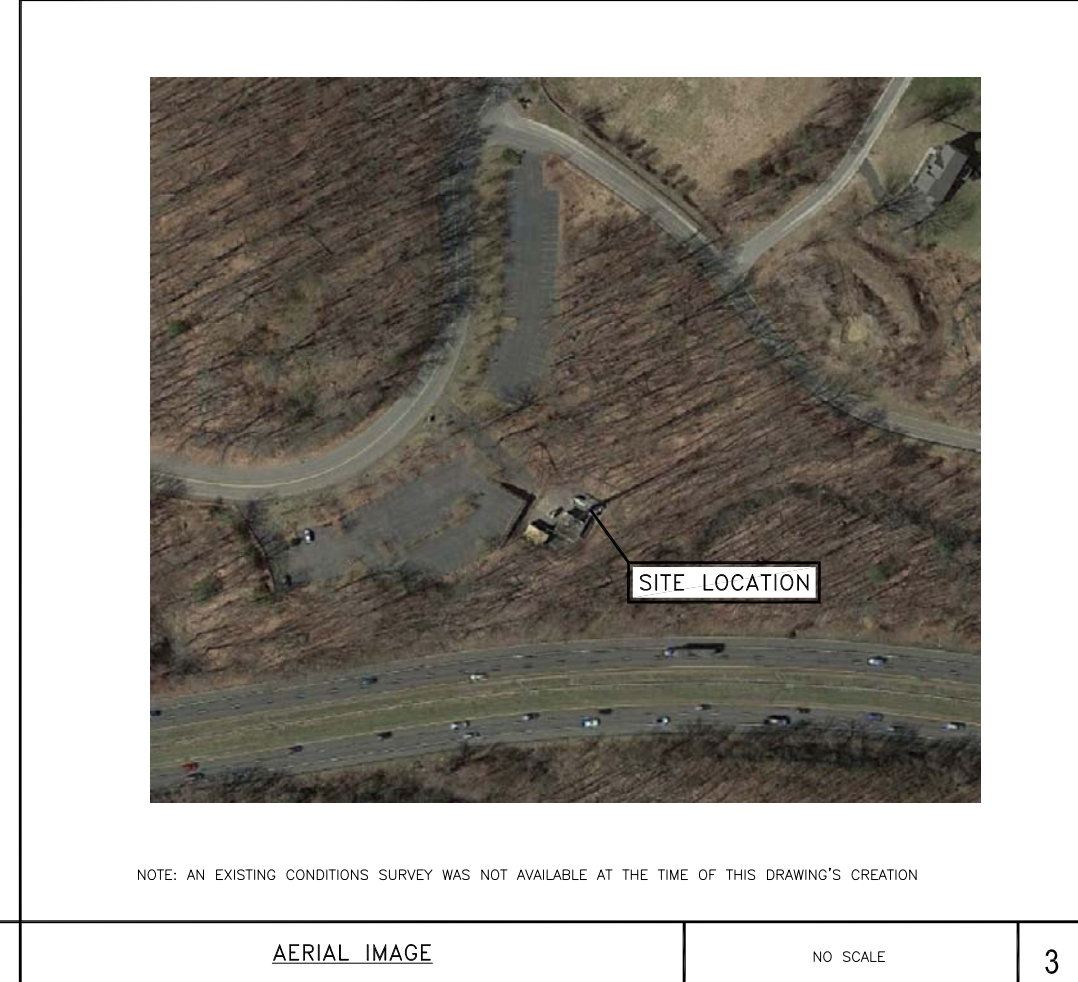 SITE LOCATION
NOTE: AN EXISTING CONDITIONS SURVEY WAS NOT AVAILABLE AT THE TIME OF THIS DRAWING'S CREATION
AERIAL IMAGE
NO SCALE
3